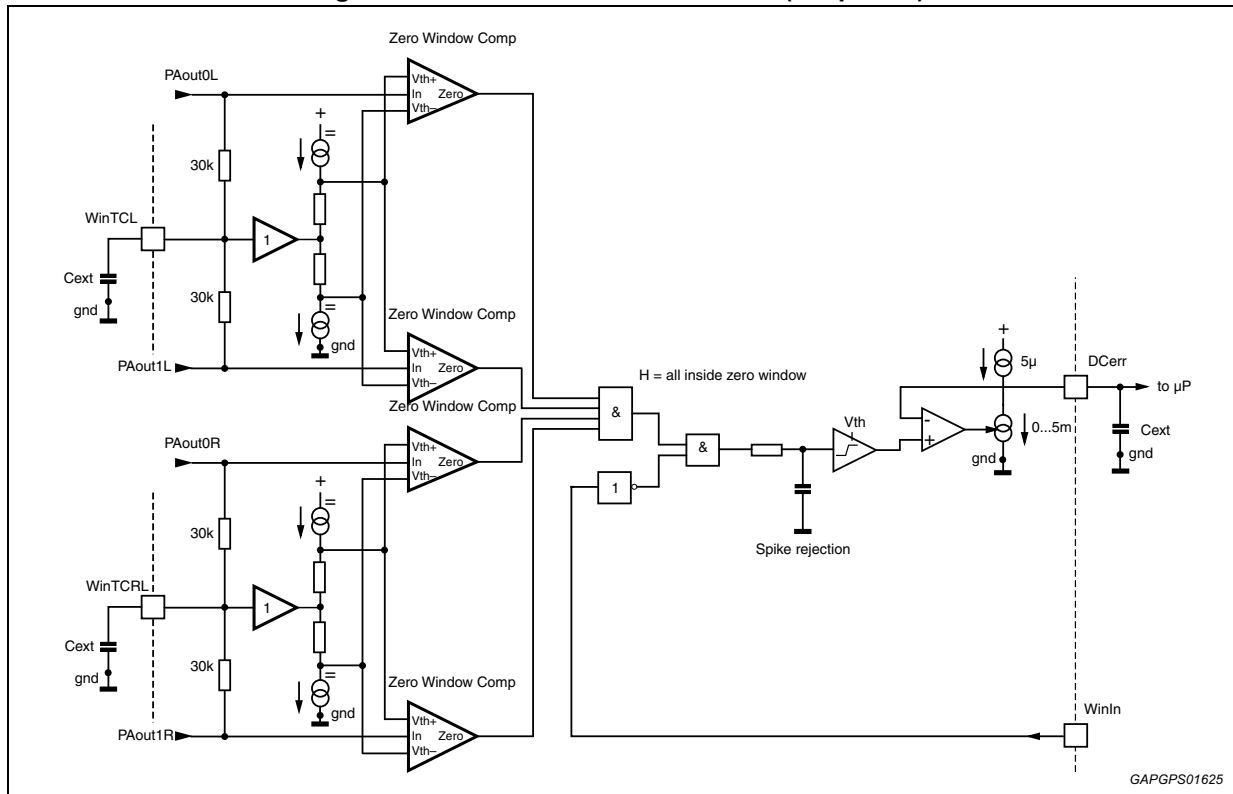 Zero Window Comp
PAout0L
Vth+
In Zero
Vth–
+
=
30k
WinTCL
1
Cext
gnd
30k
=
gnd
PAout1L
Zero Window Comp
Vth+
In Zero
Vth–
Zero Window Comp
PAout0R
Vth+
In Zero
Vth–
+
=
30k
WinTCRL
1
Cext
gnd
30k
=
gnd
PAout1R
Zero Window Comp
Vth+
In Zero
Vth–
H = all inside zero window
&
&
1
Spike rejection
Vth
-
+
+
5μ
0...5m
gnd
DCerr
to μP
Cext
gnd
WinIn
GAPGPS01625